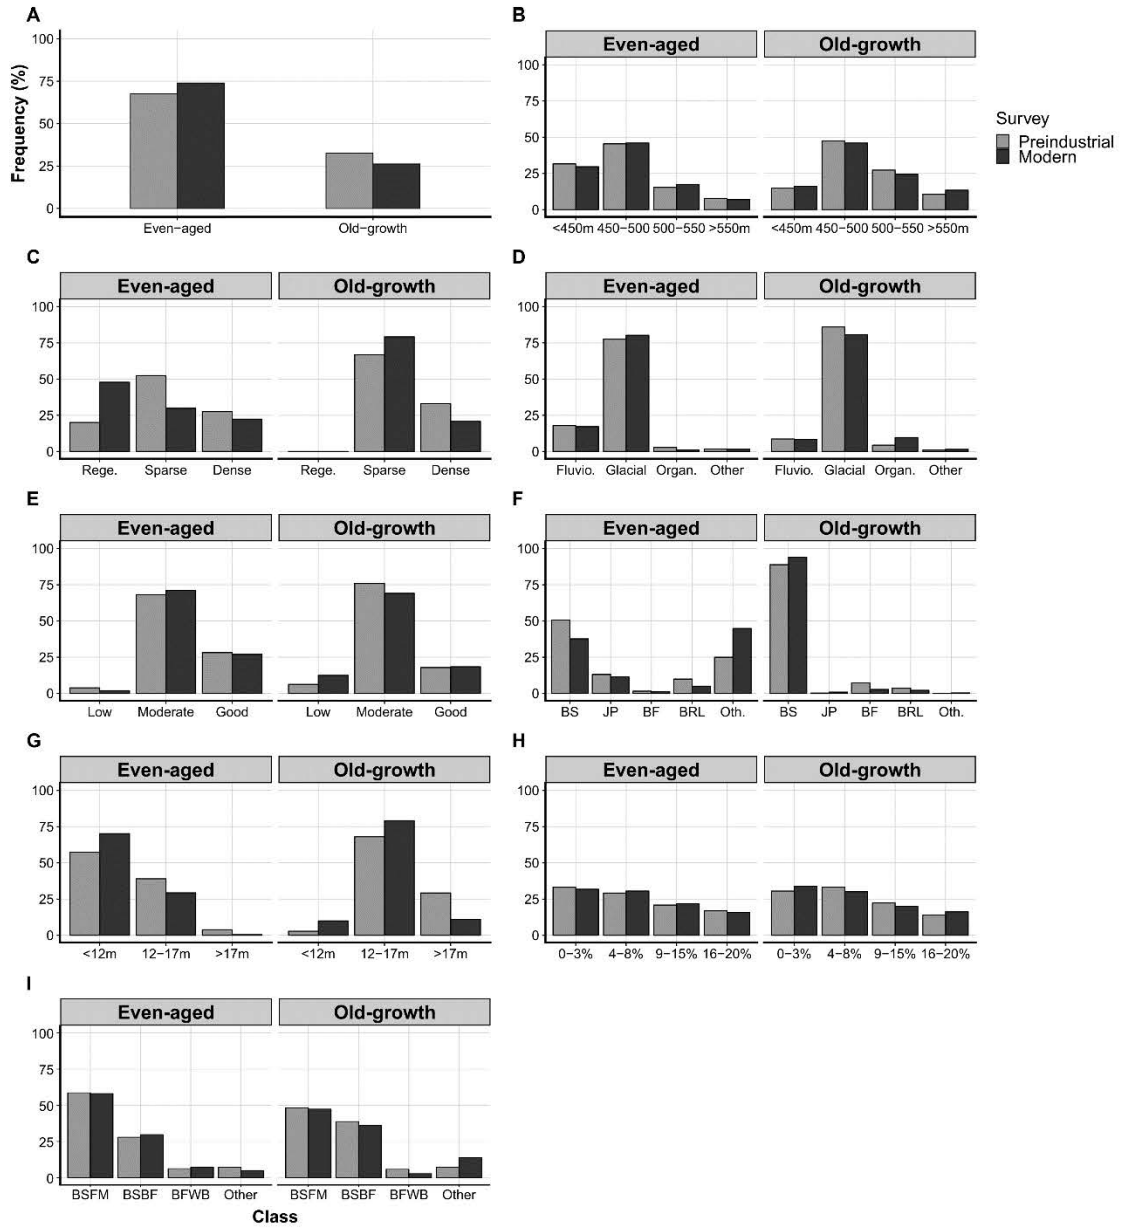 A
Frequency (%)
100
75
50
25
0
Even-aged
Old-growth
B
Even-aged
Old-growth
100
75
50
25
0
<450m 450−500 500−550 >550m
<450m 450−500 500−550 >550m
Survey
Preindustrial
Modern
C
Even-aged
Old-growth
100
75
50
25
0
Rege. Sparse Dense
Rege. Sparse Dense
D
Even-aged
Old-growth
100
75
50
25
0
Fluvio. Glacial Organ. Other
Fluvio. Glacial Organ. Other
E
Even-aged
Old-growth
100
75
50
25
0
Low Moderate Good
Low Moderate Good
F
Even-aged
Old-growth
100
75
50
25
0
BS JP BF BRL Oth.
BS JP BF BRL Oth.
G
Even-aged
Old-growth
100
75
50
25
0
<12m 12−17m >17m
<12m 12−17m >17m
H
Even-aged
Old-growth
100
75
50
25
0
0−3% 4−8% 9−15% 16−20%
0−3% 4−8% 9−15% 16−20%
I
Even-aged
Old-growth
100
75
50
25
0
BSFM BSBF BFWB Other
BSFM BSBF BFWB Other
Class